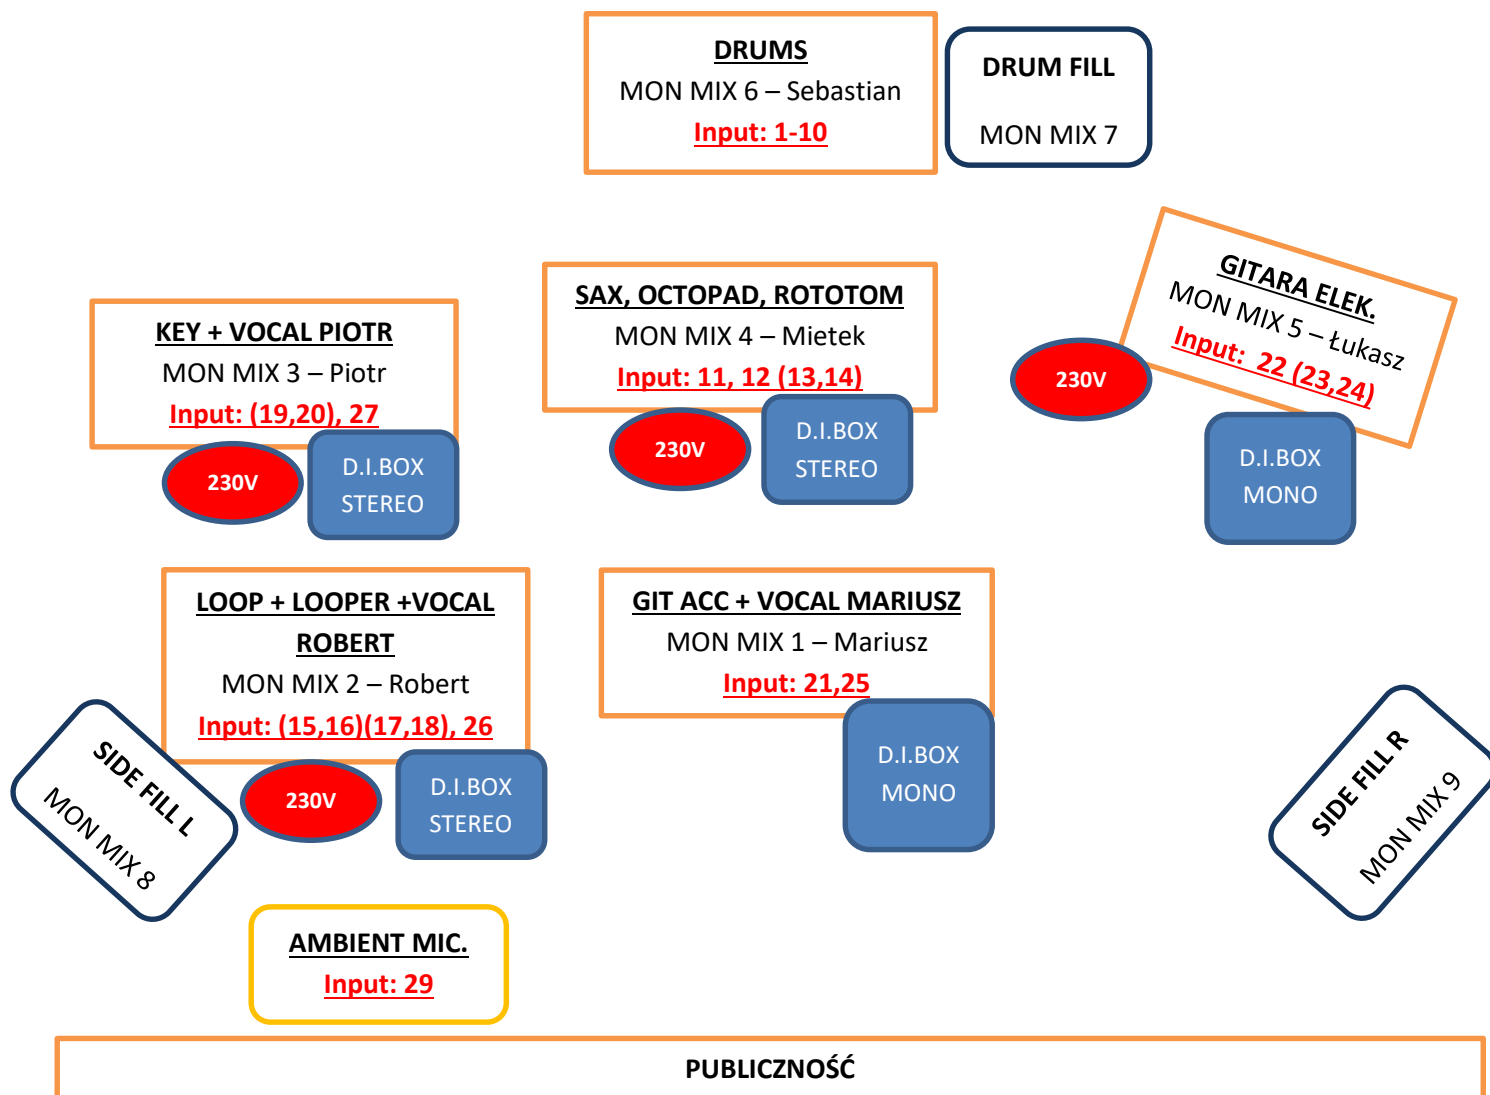 DRUMS
MON MIX 6 – Sebastian
Input: 1-10
DRUM FILL
MON MIX 7
KEY + VOCAL PIOTR
MON MIX 3 – Piotr
Input: (19,20), 27
230V
D.I.BOX
STEREO
SAX, OCTOPAD, ROTOTOM
MON MIX 4 – Mietek
Input: 11, 12 (13,14)
230V
D.I.BOX
STEREO
GITARA ELEK.
MON MIX 5 – Łukasz
Input: 22 (23,24)
230V
D.I.BOX
MONO
LOOP + LOOPER +VOCAL
ROBERT
MON MIX 2 – Robert
Input: (15,16)(17,18), 26
230V
D.I.BOX
STEREO
GIT ACC + VOCAL MARIUSZ
MON MIX 1 – Mariusz
Input: 21,25
D.I.BOX
MONO
SIDE FILL L
MON MIX 8
SIDE FILL R
MON MIX 9
AMBIENT MIC.
Input: 29
PUBLICZNOŚĆ